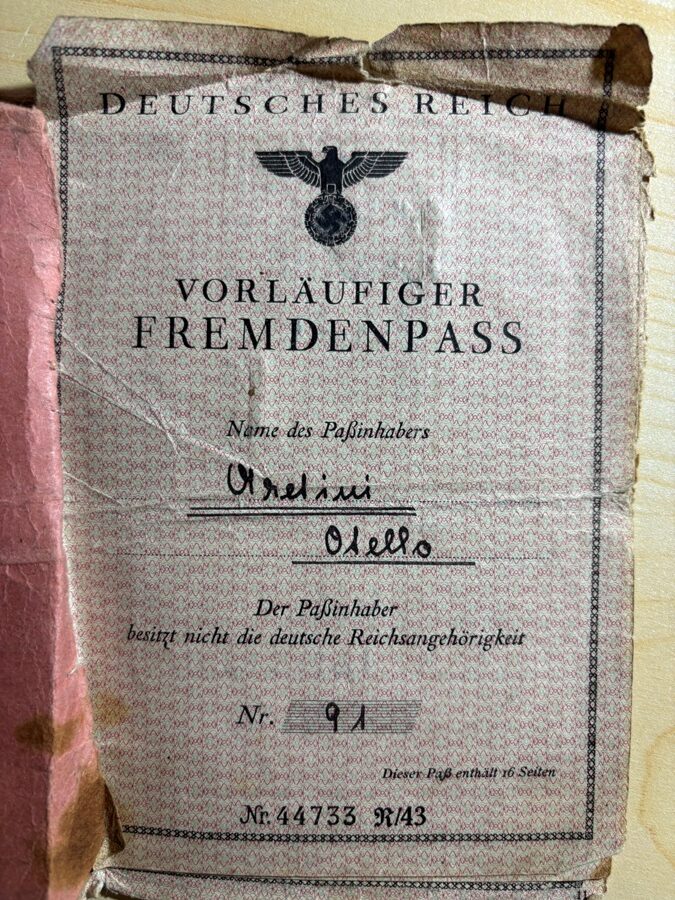 DEUTSCHES REICH
VORLÄUFIGER
FREMDENPASS
Name des Paßinhabers
Aretini
Otello
Der Paßinhaber
besitzt nicht die deutsche Reichsangehörigkeit
Nr. 91
Dieser Paß enthält 16 Seiten
Nr. 44733 R/43